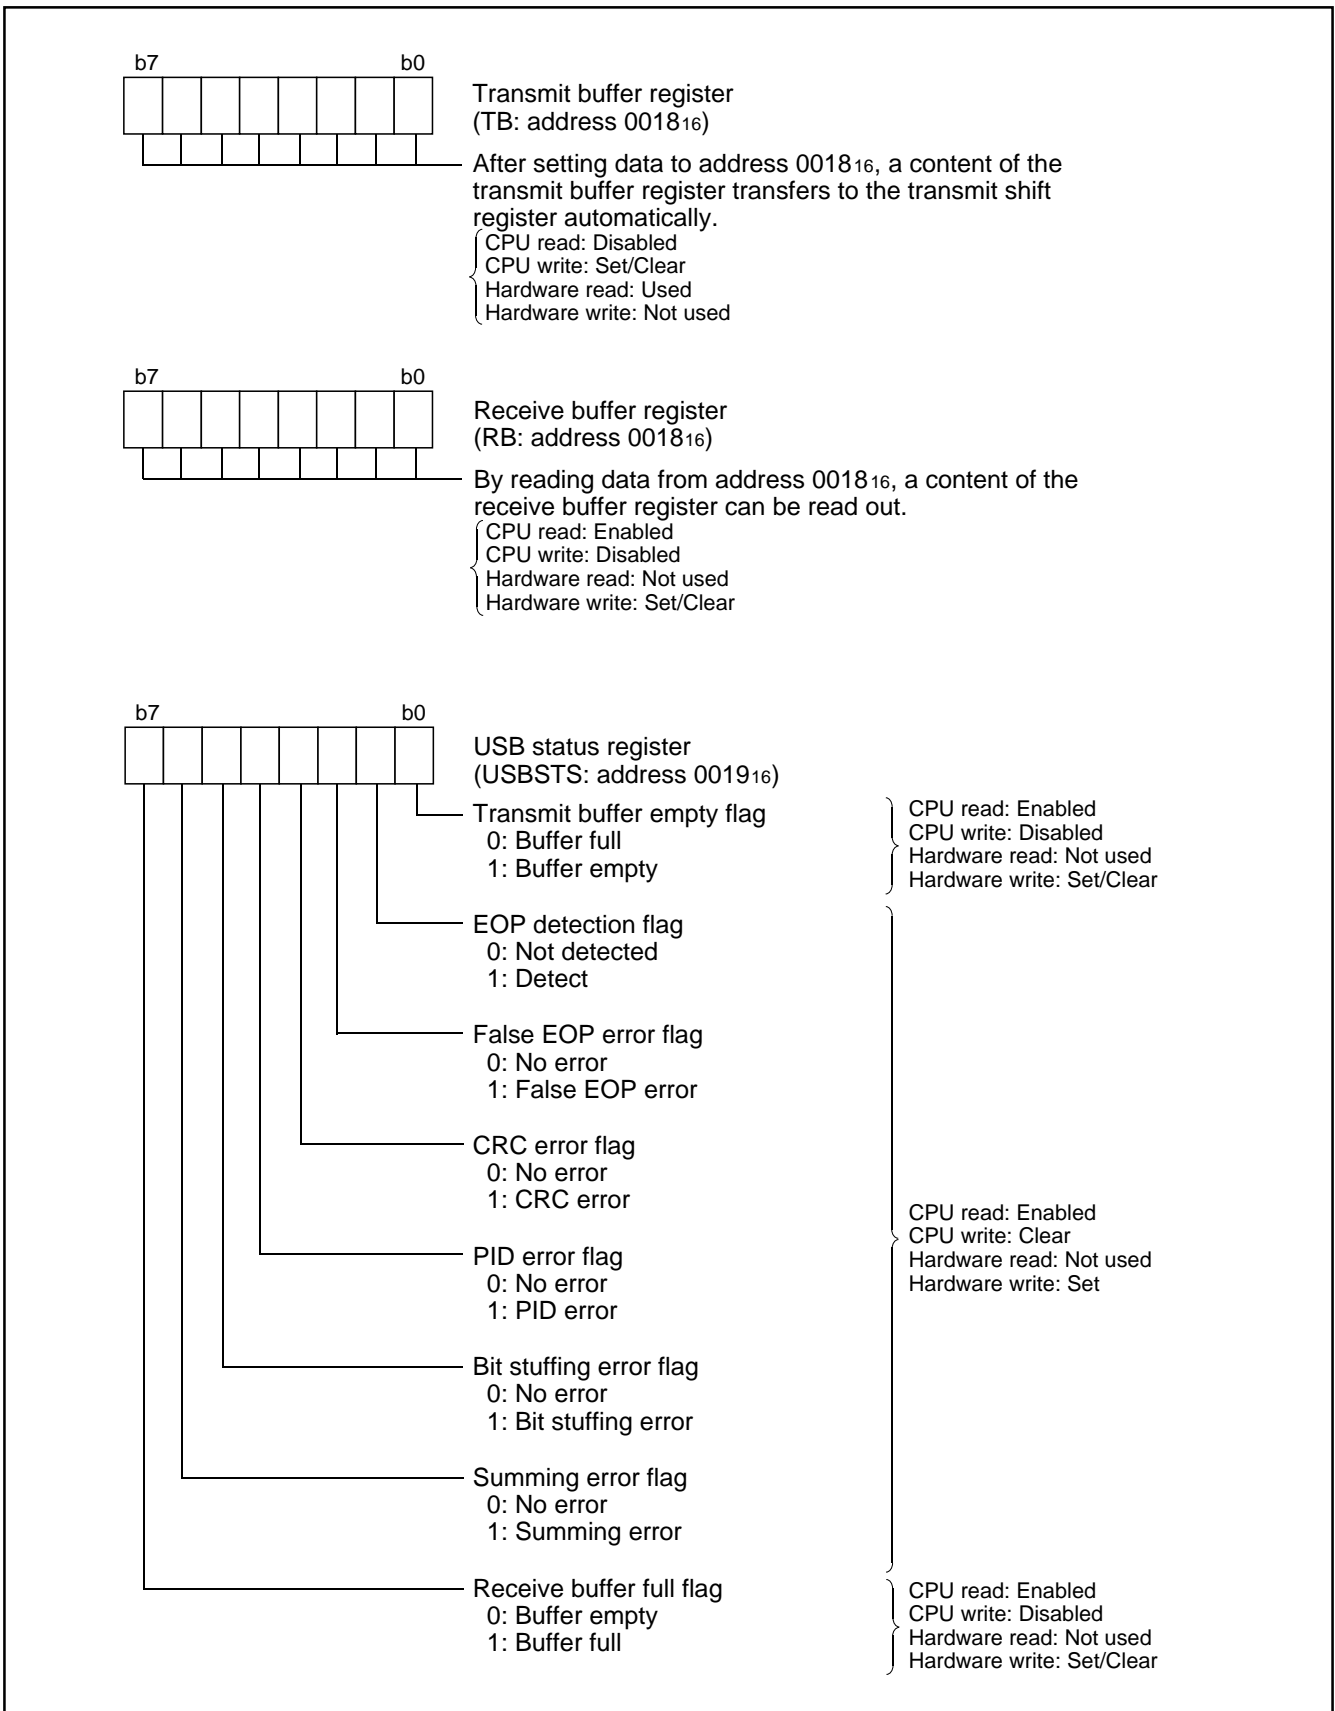 b7 b0
Transmit buffer register
(TB: address 0018₁₆)
After setting data to address 0018₁₆, a content of the
transmit buffer register transfers to the transmit shift
register automatically.
CPU read: Disabled
CPU write: Set/Clear
Hardware read: Used
Hardware write: Not used
b7 b0
Receive buffer register
(RB: address 0018₁₆)
By reading data from address 0018₁₆, a content of the
receive buffer register can be read out.
CPU read: Enabled
CPU write: Disabled
Hardware read: Not used
Hardware write: Set/Clear
b7 b0
USB status register
(USBSTS: address 0019₁₆)
Transmit buffer empty flag
0: Buffer full
1: Buffer empty
CPU read: Enabled
CPU write: Disabled
Hardware read: Not used
Hardware write: Set/Clear
EOP detection flag
0: Not detected
1: Detect
False EOP error flag
0: No error
1: False EOP error
CRC error flag
0: No error
1: CRC error
PID error flag
0: No error
1: PID error
Bit stuffing error flag
0: No error
1: Bit stuffing error
Summing error flag
0: No error
1: Summing error
CPU read: Enabled
CPU write: Clear
Hardware read: Not used
Hardware write: Set
Receive buffer full flag
0: Buffer empty
1: Buffer full
CPU read: Enabled
CPU write: Disabled
Hardware read: Not used
Hardware write: Set/Clear